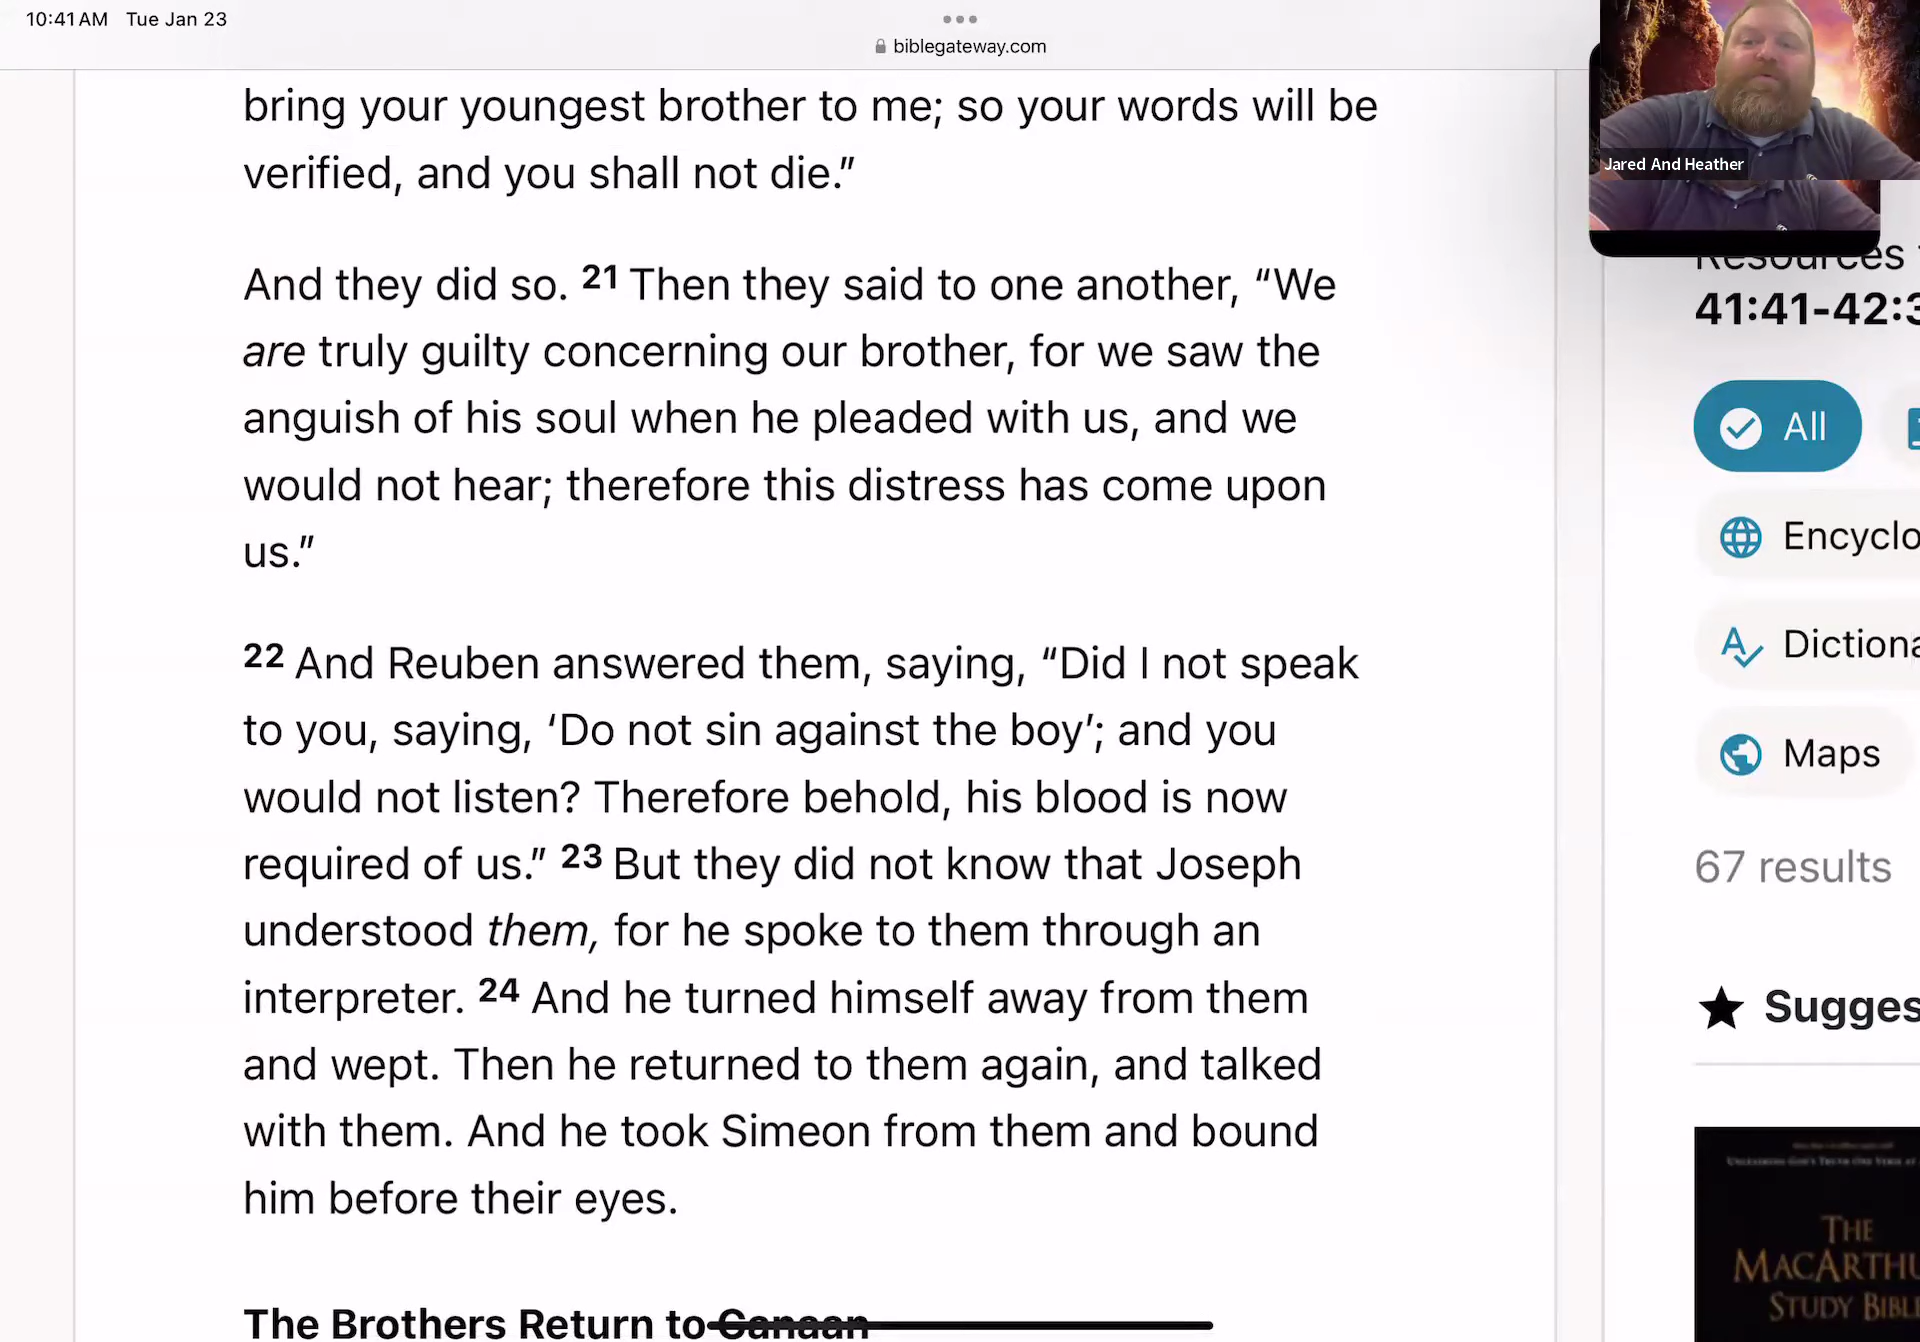 10:41 AM Tue Jan 23
biblegateway.com
Jared And Heather
bring your youngest brother to me; so your words will be
verified, and you shall not die.”
And they did so. 21 Then they said to one another, “We
are truly guilty concerning our brother, for we saw the
anguish of his soul when he pleaded with us, and we
would not hear; therefore this distress has come upon
us.”
22 And Reuben answered them, saying, “Did I not speak
to you, saying, ‘Do not sin against the boy’; and you
would not listen? Therefore behold, his blood is now
required of us.” 23 But they did not know that Joseph
understood them, for he spoke to them through an
interpreter. 24 And he turned himself away from them
and wept. Then he returned to them again, and talked
with them. And he took Simeon from them and bound
him before their eyes.
The Brothers Return to Canaan
Resources
41:41-42:3
All
Encyclo
Dictiona
Maps
67 results
Sugges
THE
MACARTHU
STUDY BIBL